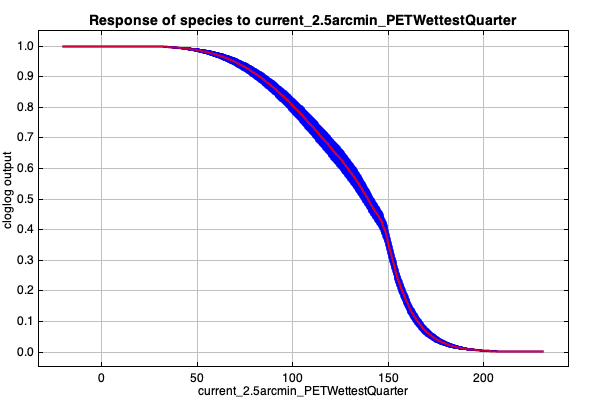 Response of species to current_2.5arcmin_PETWettestQuarter
1.0
0.9
0.8
0.7
0.6
0.5
0.4
0.3
0.2
0.1
0.0
cloglog output
0 50 100 150 200
current_2.5arcmin_PETWettestQuarter